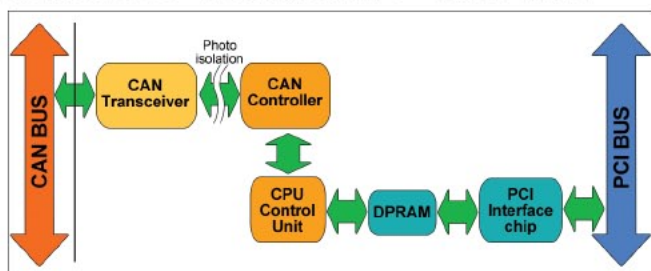 CAN BUS
CAN
Transceiver
Photo
isolation
CAN
Controller
CPU
Control
Unit
DPRAM
PCI
Interface
chip
PCI BUS